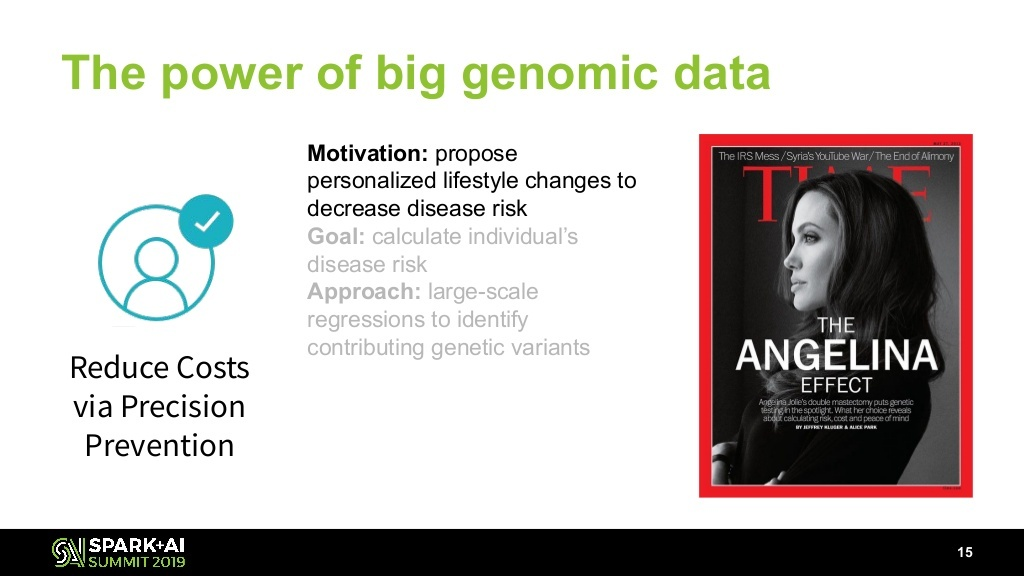 The power of big genomic data
Motivation: propose
personalized lifestyle changes to
decrease disease risk
Goal: calculate individual’s
disease risk
Approach: large-scale
regressions to identify
contributing genetic variants
Reduce Costs
via Precision
Prevention
The IRS Mess / Syria's YouTube War / The End of Alimony
TIME
THE
ANGELINA
EFFECT
Angelina Jolie's double mastectomy puts genetic
testing in the spotlight. What her choice reveals
about calculating risk, cost and peace of mind
BY JEFFREY KLUGER & ALICE PARK
SPARK+AI
SUMMIT 2019
15